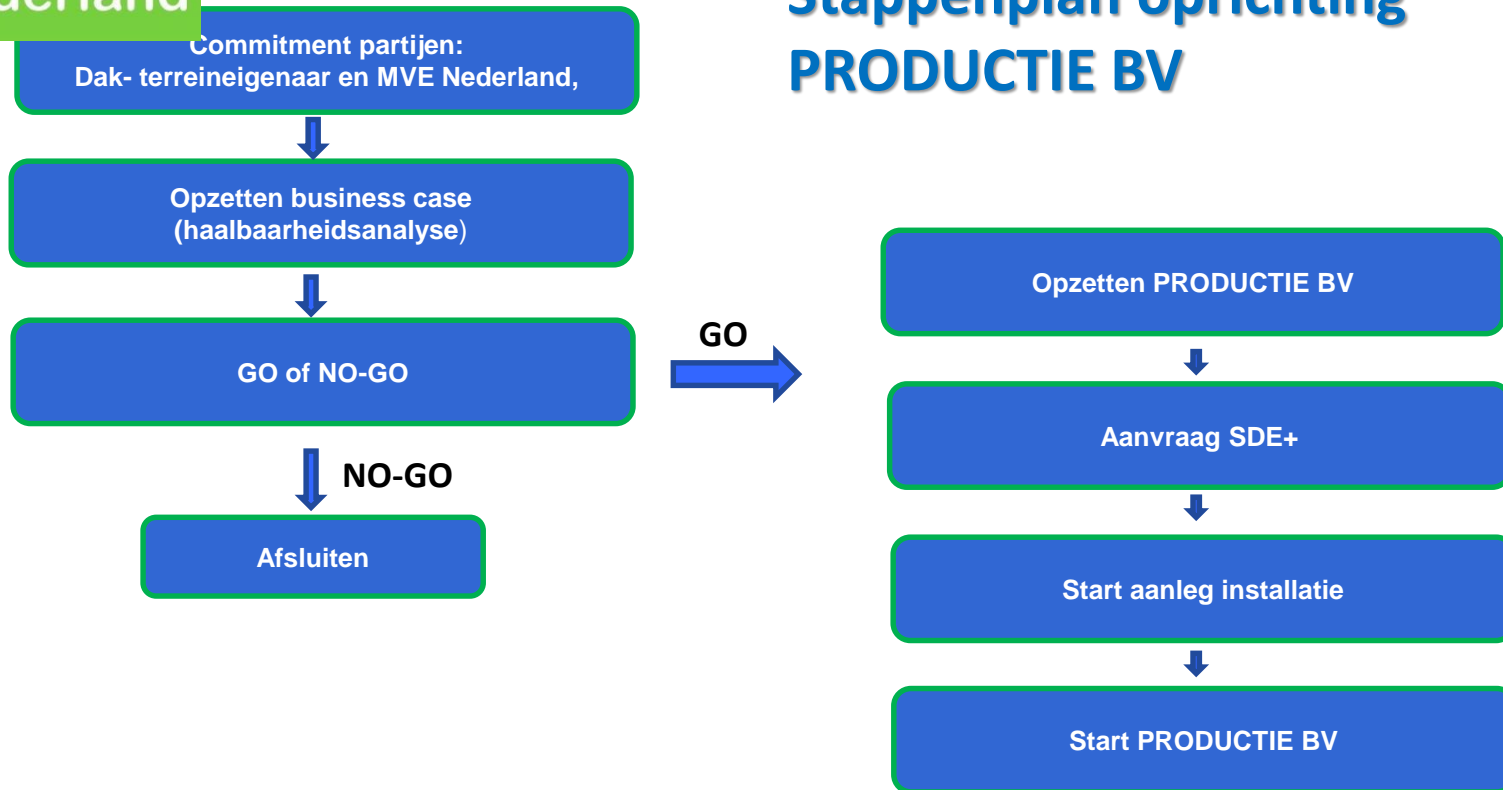 Stappenplan oprichting
PRODUCTIE BV
Commitment partijen:
Dak- terreineigenaar en MVE Nederland,
Opzetten business case
(haalbaarheidsanalyse)
GO of NO-GO
GO
NO-GO
Afsluiten
Opzetten PRODUCTIE BV
Aanvraag SDE+
Start aanleg installatie
Start PRODUCTIE BV